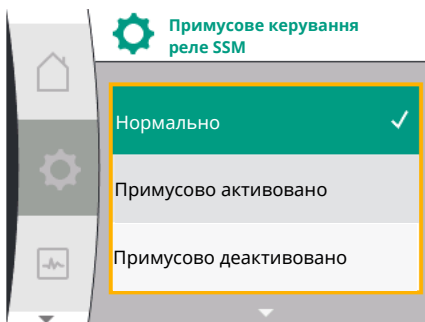 Примусове керування
реле SSM
Нормально
Примусово активовано
Примусово деактивовано